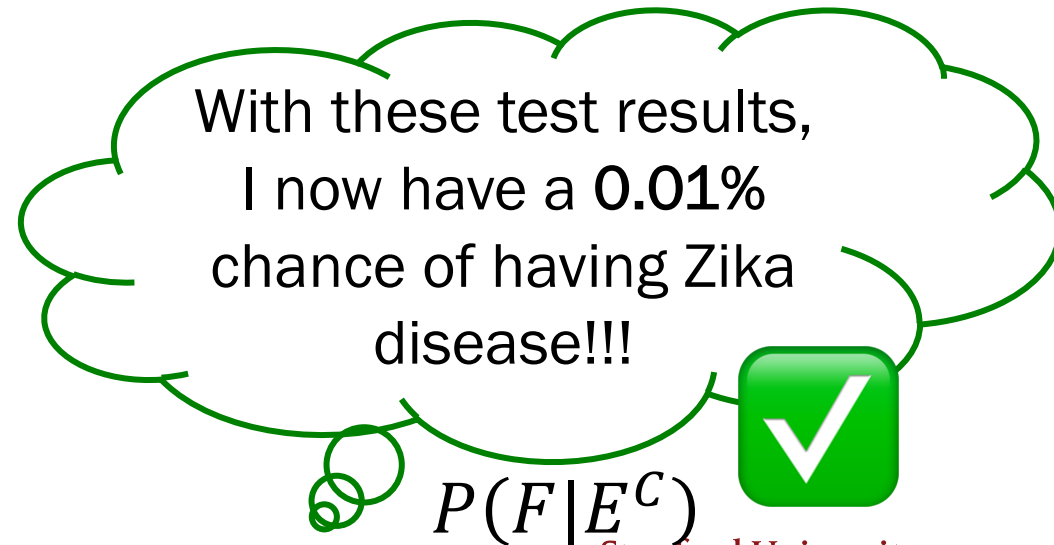 With these test results,
I now have a 0.01%
chance of having Zika
disease!!!
P(F|E^C)